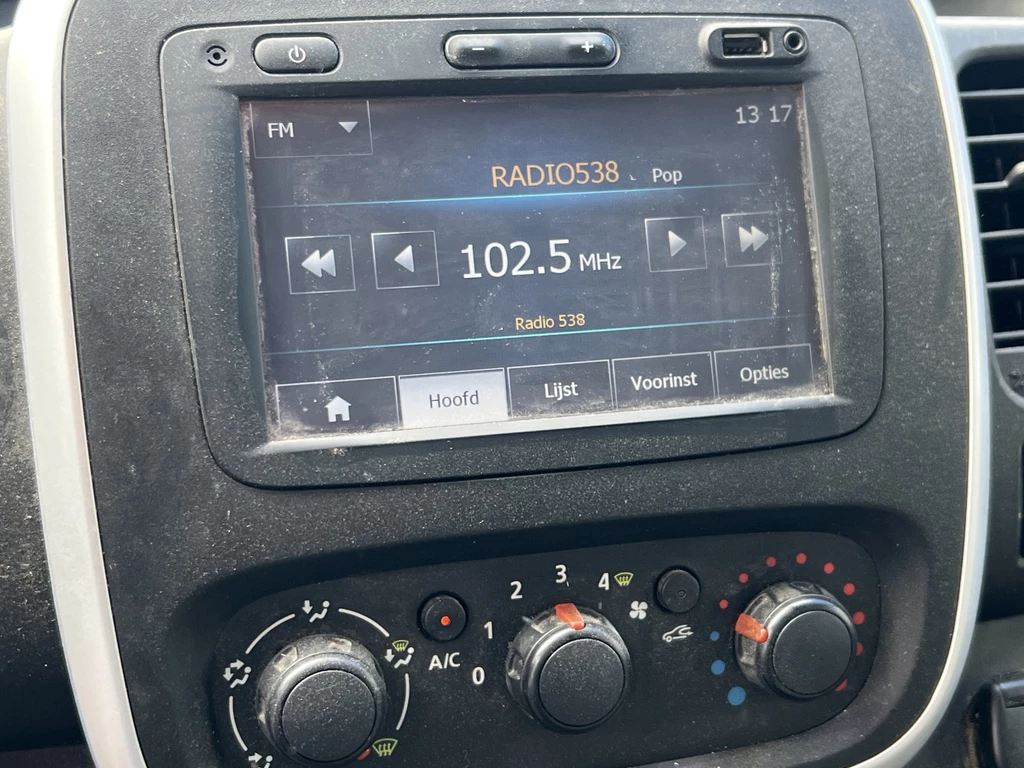 − +
FM 13 17
RADIO538 Pop
102.5 MHz
Radio 538
Hoofd Lijst Voorinst Opties
A/C 0 1 2 3 4